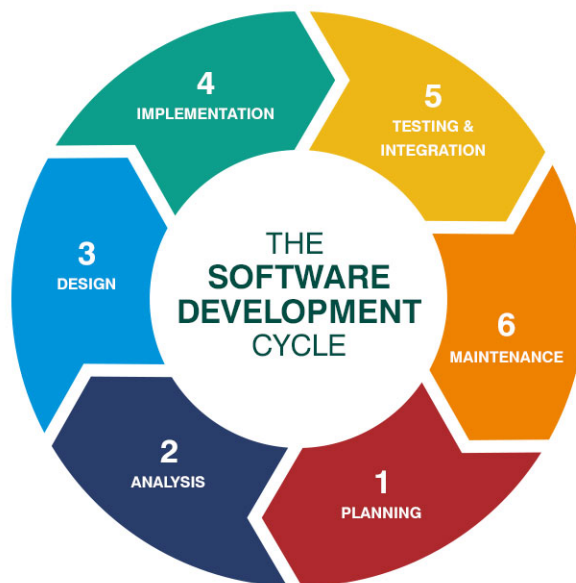 THE
SOFTWARE
DEVELOPMENT
CYCLE
1
PLANNING
2
ANALYSIS
3
DESIGN
4
IMPLEMENTATION
5
TESTING &
INTEGRATION
6
MAINTENANCE